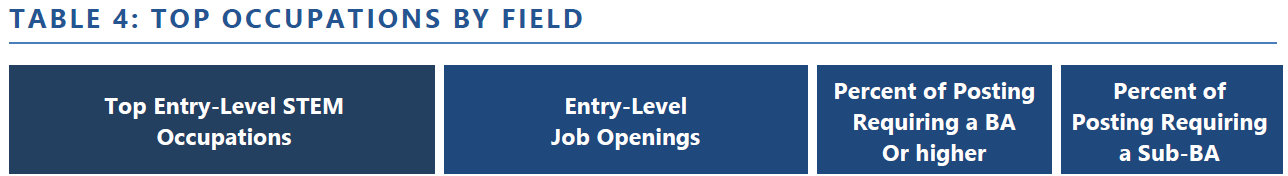 TABLE 4: TOP OCCUPATIONS BY FIELD
Top Entry-Level STEM
Occupations
Entry-Level
Job Openings
Percent of Posting
Requiring a BA
Or higher
Percent of
Posting Requiring
a Sub-BA